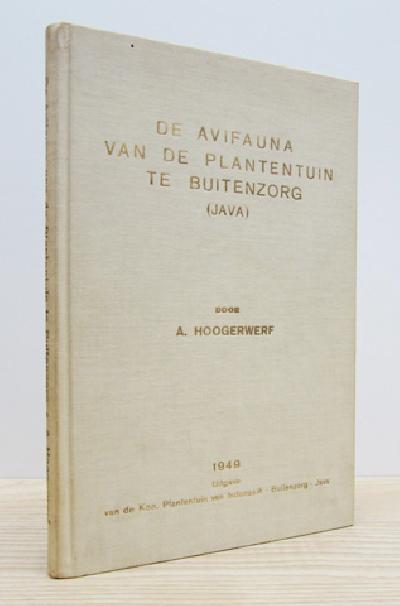 DE AVIFAUNA
VAN DE PLANTENTUIN
TE BUITENZORG
(JAVA)
DOOR
A. HOOGERWERF
1949
Uitgave
van de Kon. Plantentuin van Indonesië - Buitenzorg - Java